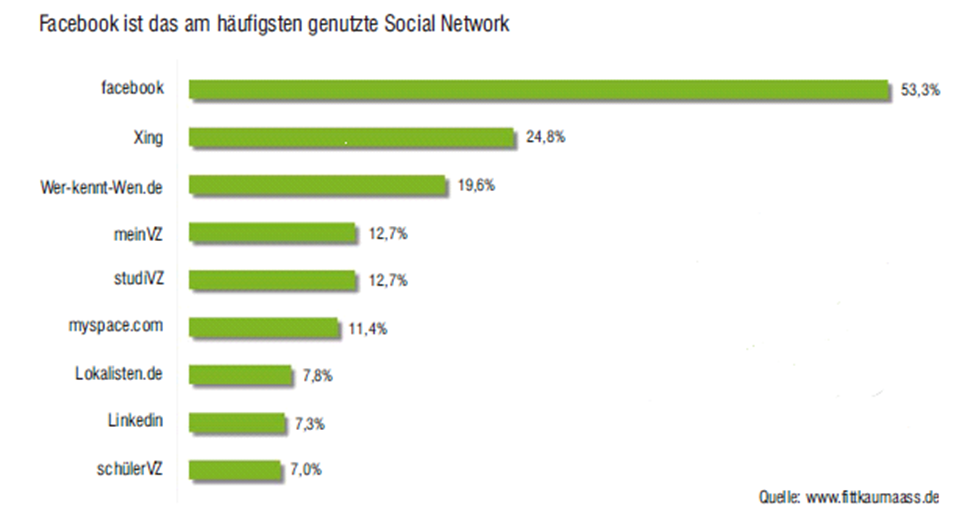 Facebook ist das am häufigsten genutzte Social Network
facebook 53,3%
Xing 24,8%
Wer-kennt-Wen.de 19,6%
meinVZ 12,7%
studiVZ 12,7%
myspace.com 11,4%
Lokalisten.de 7,8%
Linkedin 7,3%
schülerVZ 7,0%
Quelle: www.fittkaumaass.de